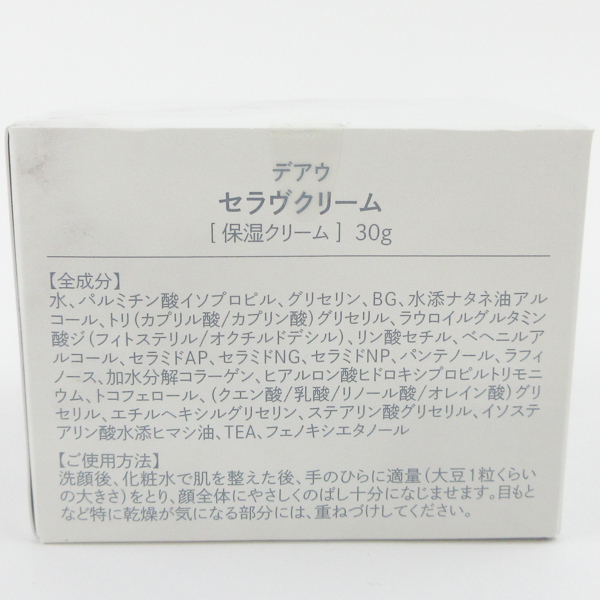 デアウ
セラヴクリーム
[ 保湿クリーム ] 30g
【全成分】
水、パルミチン酸イソプロピル、グリセリン、BG、水添ナタネ油アル
コール、トリ(カプリル酸/カプリン酸)グリセリル、ラウロイルグルタミン
酸ジ(フィトステリル/オクチルドデシル)、リン酸セチル、ベヘニルア
ルコール、セラミドAP、セラミドNG、セラミドNP、パンテノール、ラフィ
ノース、加水分解コラーゲン、ヒアルロン酸ヒドロキシプロピルトリモニ
ウム、トコフェロール、(クエン酸/乳酸/リノール酸/オレイン酸)グリ
セリル、エチルヘキシルグリセリン、ステアリン酸グリセリル、イソステ
アリン酸水添ヒマシ油、TEA、フェノキシエタノール
【ご使用方法】
洗顔後、化粧水で肌を整えた後、手のひらに適量(大豆1粒くらい
の大きさ)をとり、顔全体にやさしくのばし十分になじませます。目もと
など特に乾燥が気になる部分には、重ねづけしてください。